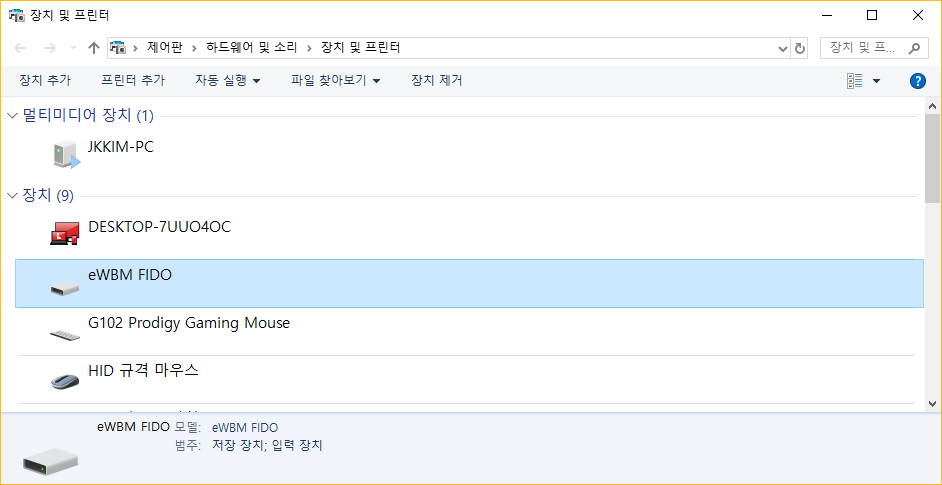 장치 및 프린터
제어판 › 하드웨어 및 소리 › 장치 및 프린터
장치 및 프...
장치 추가 프린터 추가 자동 실행 파일 찾아보기 장치 제거
멀티미디어 장치 (1)
JKKIM-PC
장치 (9)
DESKTOP-7UUO4OC
eWBM FIDO
G102 Prodigy Gaming Mouse
HID 규격 마우스
eWBM FIDO 모델: eWBM FIDO
범주: 저장 장치; 입력 장치